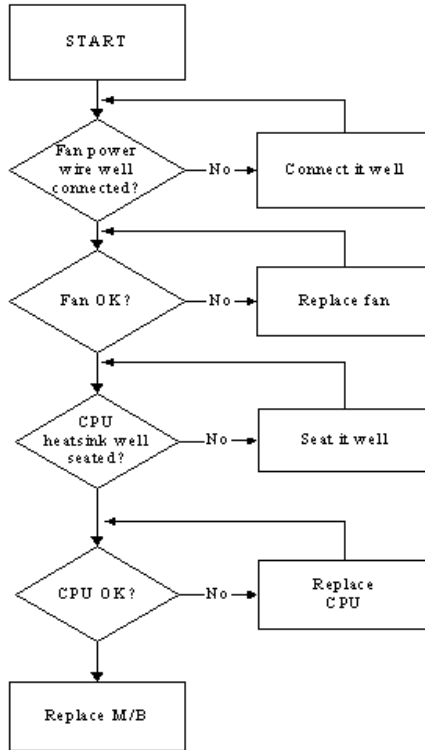 START
Fan power
wire well
connected?
No
Connect it well
Fan OK?
No
Replace fan
CPU
heatsink well
seated?
No
Seat it well
CPU OK?
No
Replace
CPU
Replace M/B